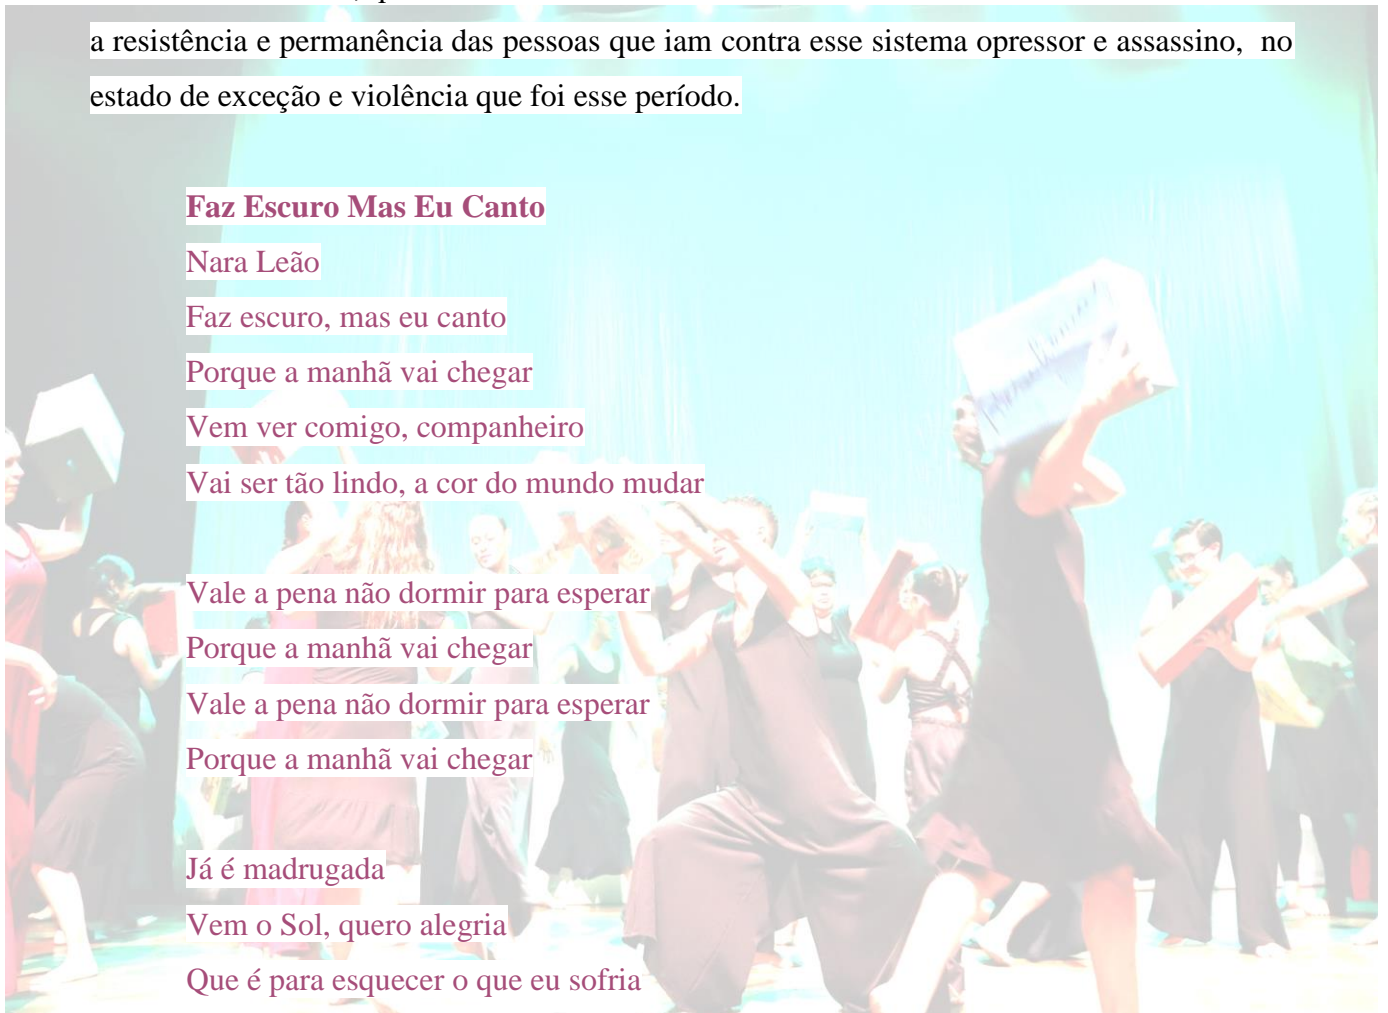 a resistência e permanência das pessoas que iam contra esse sistema opressor e assassino, no
estado de exceção e violência que foi esse período.
Faz Escuro Mas Eu Canto
Nara Leão
Faz escuro, mas eu canto
Porque a manhã vai chegar
Vem ver comigo, companheiro
Vai ser tão lindo, a cor do mundo mudar
Vale a pena não dormir para esperar
Porque a manhã vai chegar
Vale a pena não dormir para esperar
Porque a manhã vai chegar
Já é madrugada
Vem o Sol, quero alegria
Que é para esquecer o que eu sofria